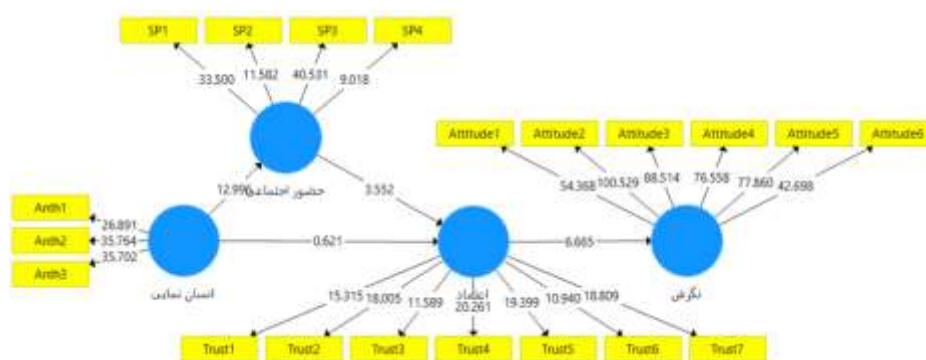 SP1 SP2 SP3 SP4
33.500 11.582 40.531 9.018
Attitude1 Attitude2 Attitude3 Attitude4 Attitude5 Attitude6
54.368 100.529 88.514 76.558 77.860 42.698
12.996 حضور اجتماعی 3.552
Anth1 26.891
Anth2 35.764
Anth3 35.702
0.621 6.665
انسان نمایی اعتماد نگرش
15.315 18.005 11.589 20.261 19.399 10.940 18.809
Trust1 Trust2 Trust3 Trust4 Trust5 Trust6 Trust7